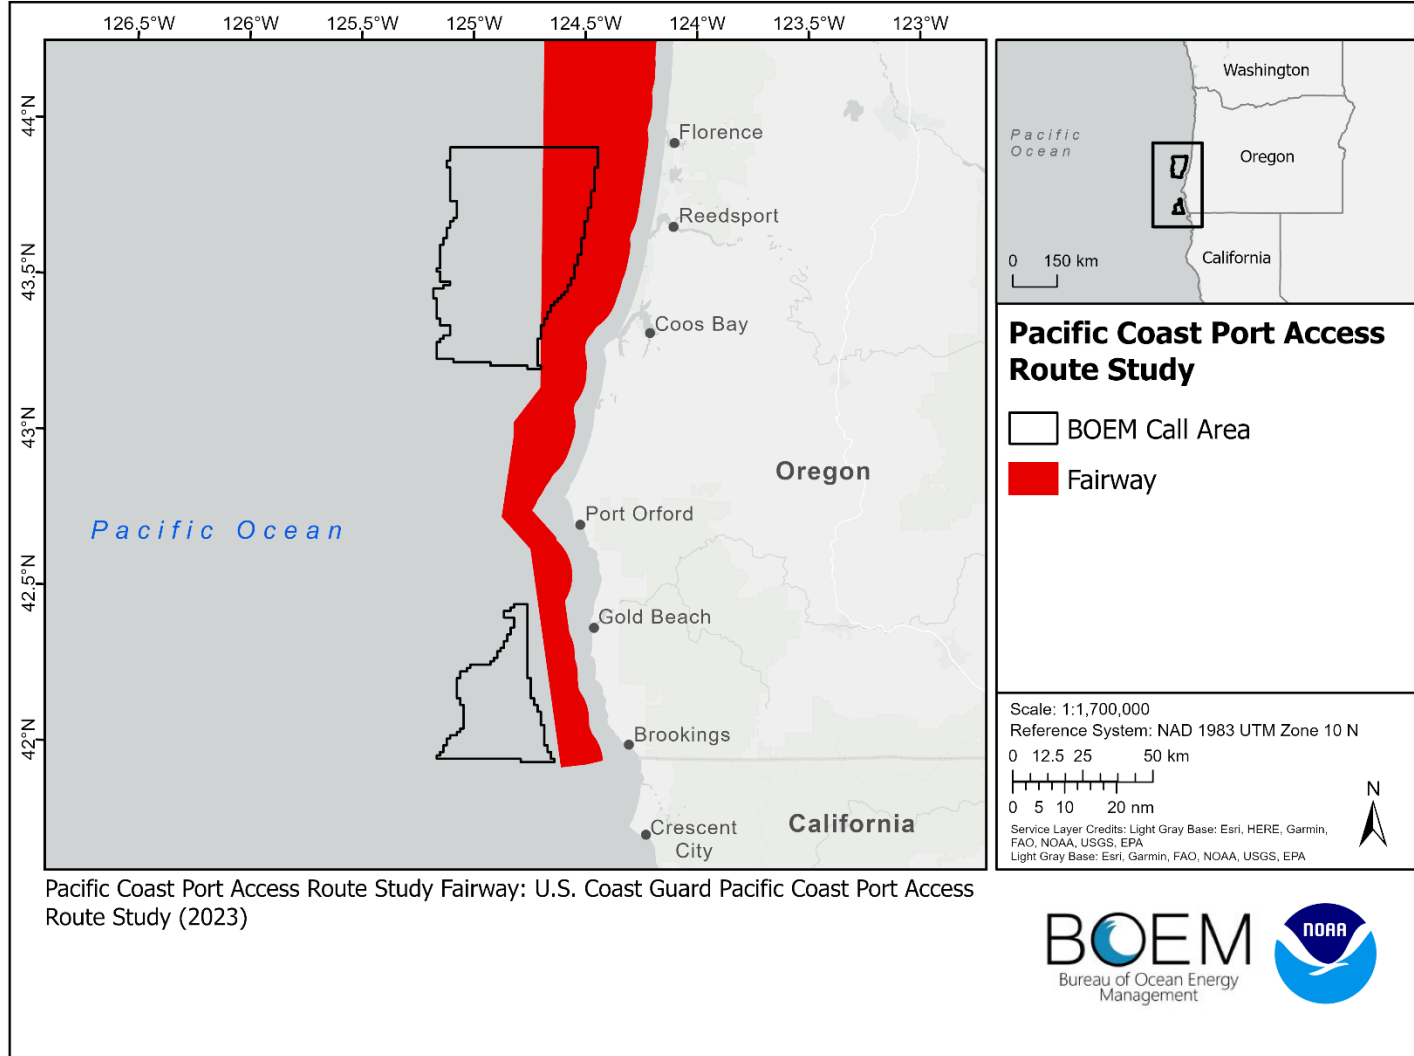 126.5°W 126°W 125.5°W 125°W 124.5°W 124°W 123.5°W 123°W
44°N
43.5°N
43°N
42.5°N
42°N
Florence
Reedsport
Coos Bay
Oregon
Port Orford
Pacific Ocean
Gold Beach
Brookings
California
Crescent
City
Washington
Pacific
Ocean
Oregon
California
0 150 km
Pacific Coast Port Access
Route Study
BOEM Call Area
Fairway
Scale: 1:1,700,000
Reference System: NAD 1983 UTM Zone 10 N
0 12.5 25 50 km
0 5 10 20 nm
N
Service Layer Credits: Light Gray Base: Esri, HERE, Garmin,
FAO, NOAA, USGS, EPA
Light Gray Base: Esri, Garmin, FAO, NOAA, USGS, EPA
Pacific Coast Port Access Route Study Fairway: U.S. Coast Guard Pacific Coast Port Access
Route Study (2023)
BOEM
Bureau of Ocean Energy
Management
NOAA